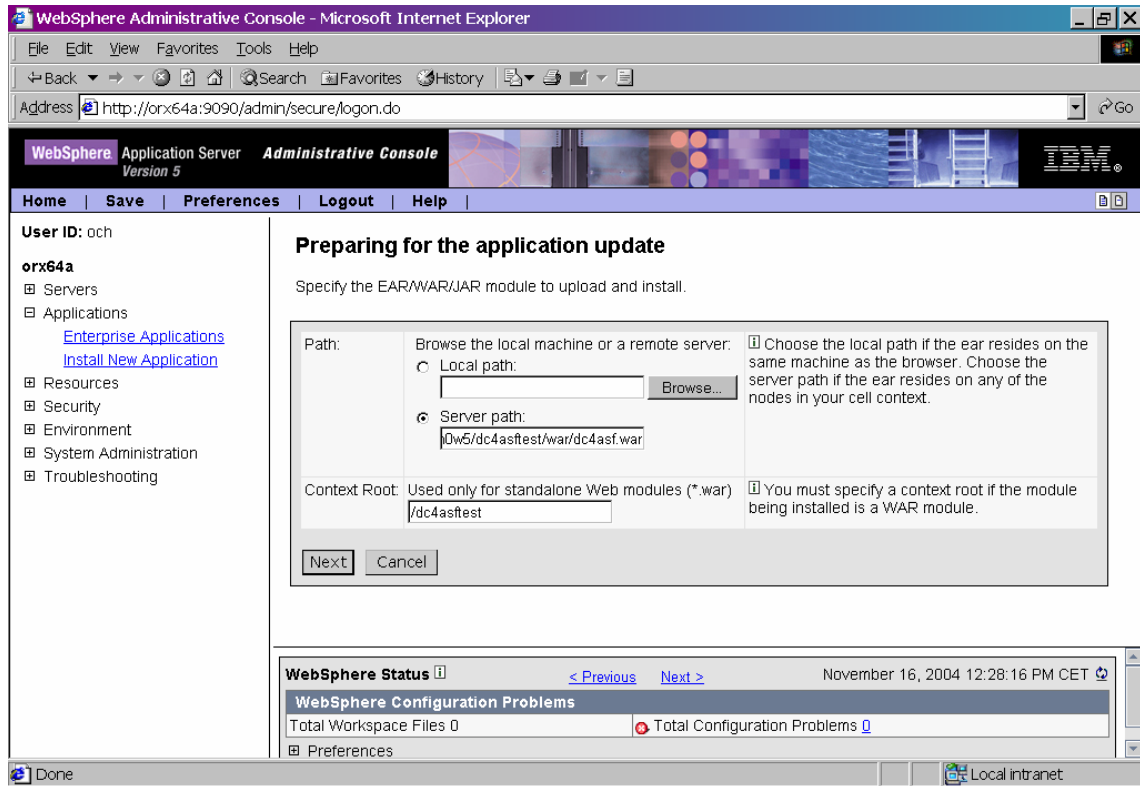 WebSphere Administrative Console - Microsoft Internet Explorer
File Edit View Favorites Tools Help
Back Search Favorites History
Address http://orx64a:9090/admin/secure/logon.do Go
WebSphere. Application Server Administrative Console
Version 5
IBM.
Home | Save | Preferences | Logout | Help |
User ID: och
orx64a
Servers
Applications
Enterprise Applications
Install New Application
Resources
Security
Environment
System Administration
Troubleshooting
Preparing for the application update
Specify the EAR/WAR/JAR module to upload and install.
Path:
Browse the local machine or a remote server:
Local path:
Browse...
Server path:
0w5/dc4asftest/war/dc4asf.war
i Choose the local path if the ear resides on the
same machine as the browser. Choose the
server path if the ear resides on any of the
nodes in your cell context.
Context Root:
Used only for standalone Web modules (*.war)
/dc4asftest
i You must specify a context root if the module
being installed is a WAR module.
Next Cancel
WebSphere Status i < Previous Next > November 16, 2004 12:28:16 PM CET
WebSphere Configuration Problems
Total Workspace Files 0 Total Configuration Problems 0
Preferences
Done Local intranet